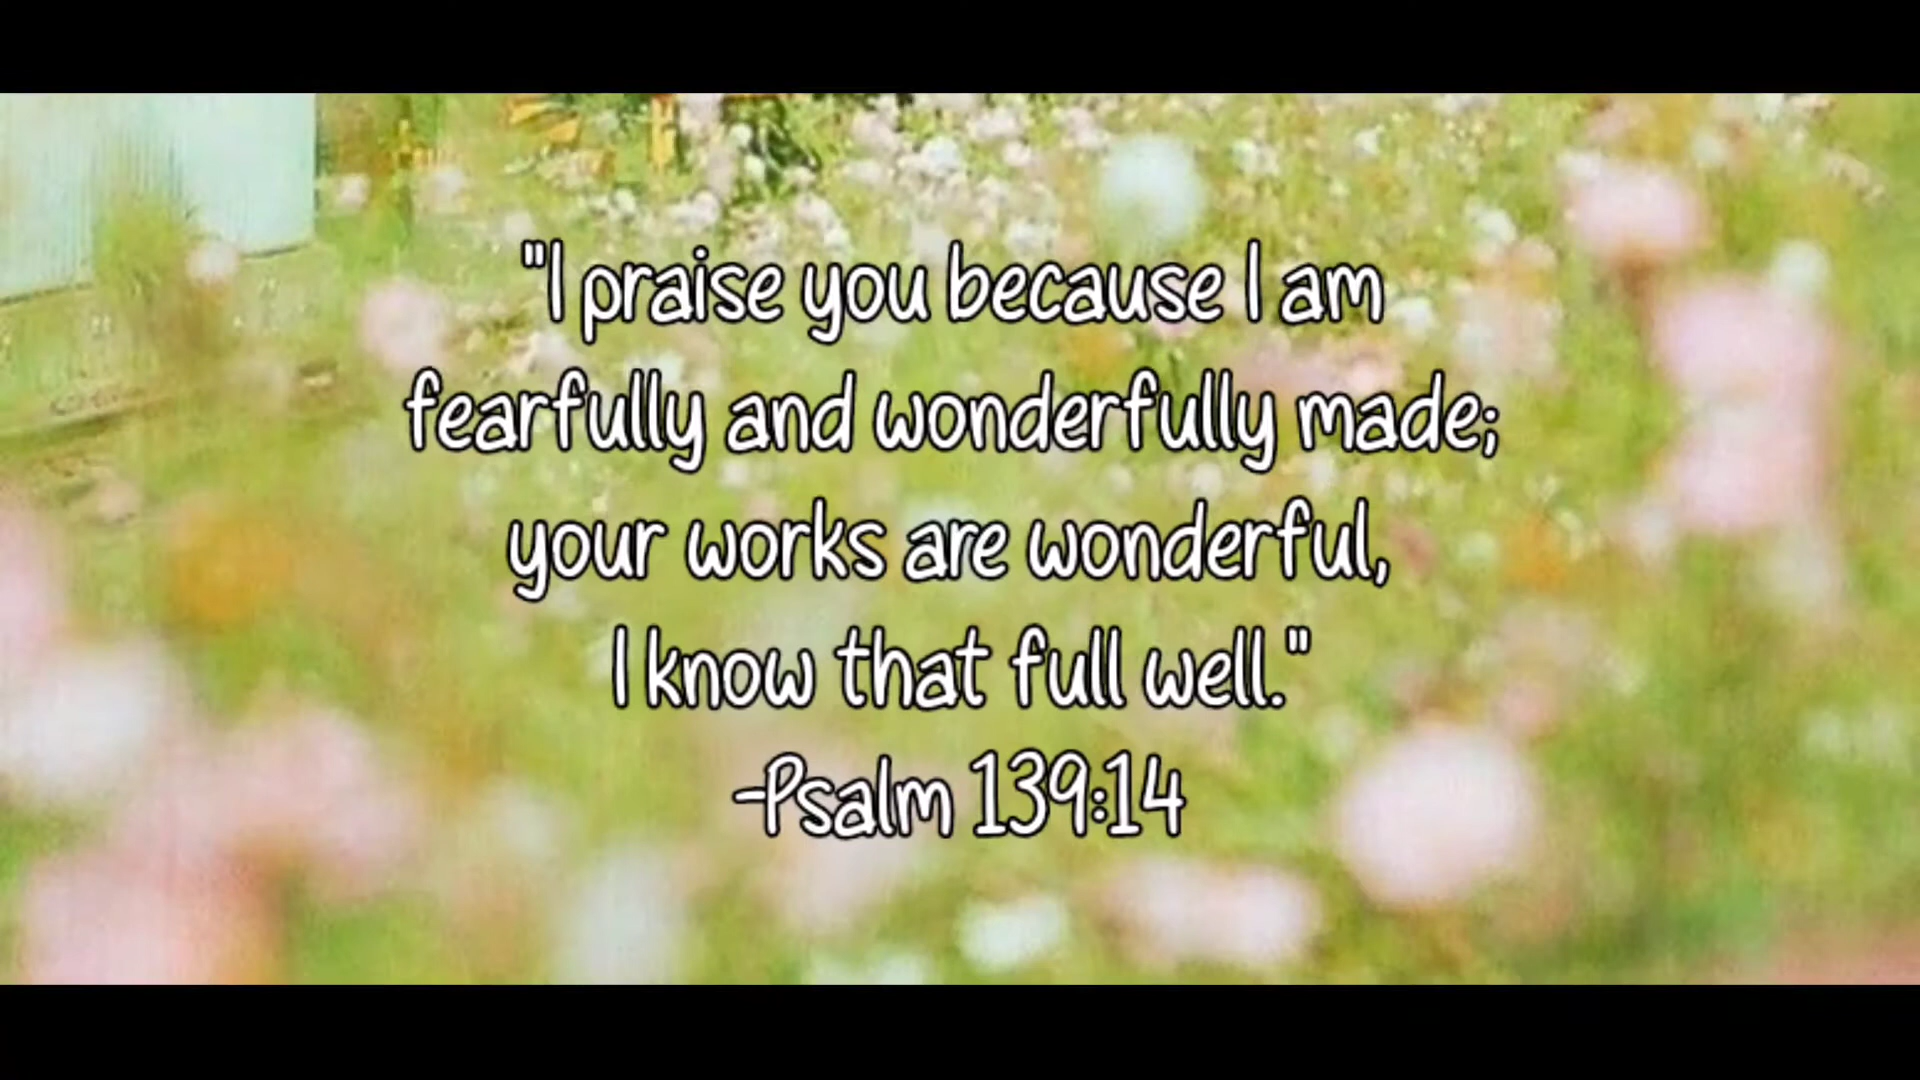 "I praise you because I am
fearfully and wonderfully made;
your works are wonderful,
I know that full well."
-Psalm 139:14